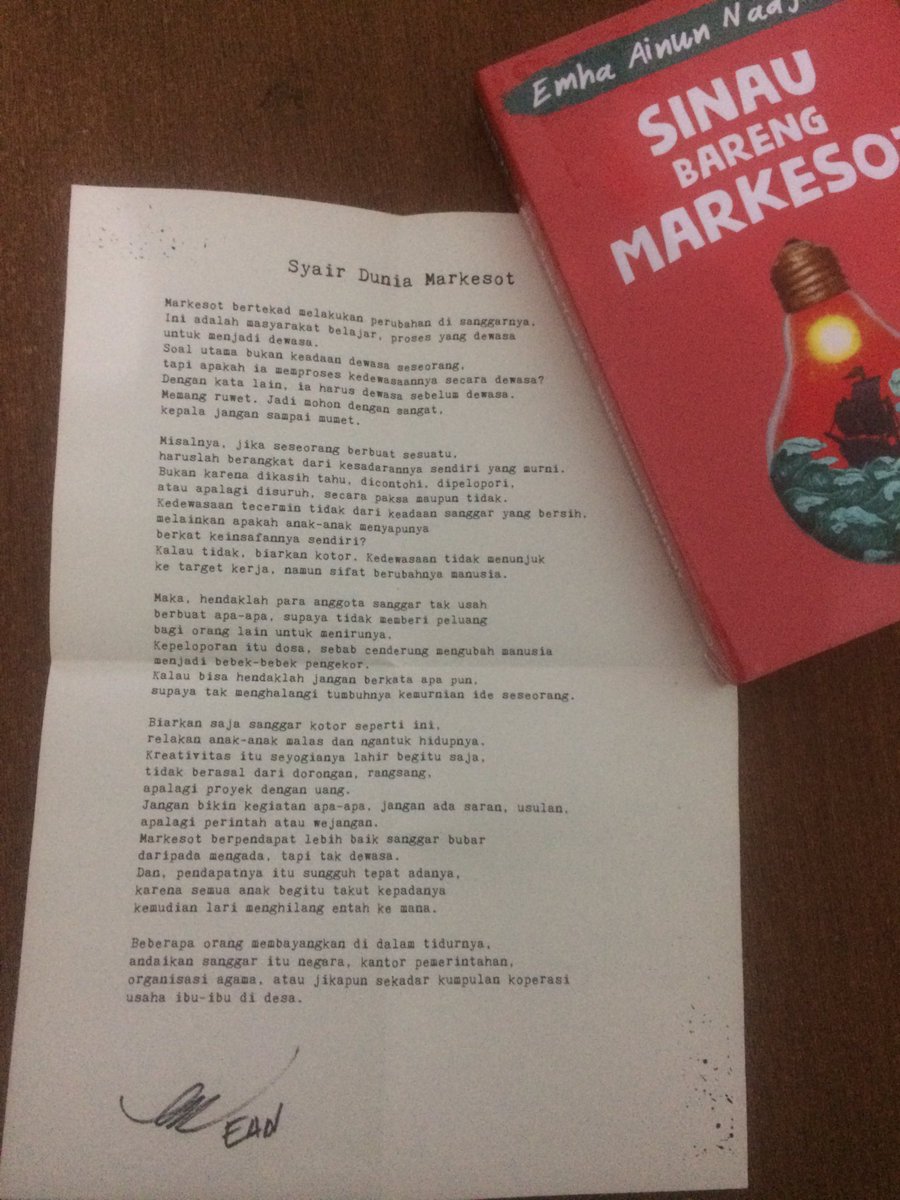 Emha Ainun Nadj
SINAU
BARENG
MARKESOT
Syair Dunia Markesot
Markesot bertekad melakukan perubahan di sanggarnya.
Ini adalah masyarakat belajar, proses yang dewasa
untuk menjadi dewasa.
Soal utama bukan keadaan dewasa seseorang,
tapi apakah ia memproses kedewasaannya secara dewasa?
Dengan kata lain, ia harus dewasa sebelum dewasa.
Memang ruwet. Jadi mohon dengan sangat,
kepala jangan sampai mumet.
Misalnya, jika seseorang berbuat sesuatu,
haruslah berangkat dari kesadarannya sendiri yang murni.
Bukan karena dikasih tahu, dicontohi, dipelopori,
atau apalagi disuruh, secara paksa maupun tidak.
Kedewasaan tecermin tidak dari keadaan sanggar yang bersih,
melainkan apakah anak-anak menyapunya
berkat keinsafannya sendiri?
Kalau tidak, biarkan kotor. Kedewasaan tidak menunjuk
ke target kerja, namun sifat berubahnya manusia.
Maka, hendaklah para anggota sanggar tak usah
berbuat apa-apa, supaya tidak memberi peluang
bagi orang lain untuk menirunya.
Kepeloporan itu dosa, sebab cenderung mengubah manusia
menjadi bebek-bebek pengekor.
Kalau bisa hendaklah jangan berkata apa pun,
supaya tak menghalangi tumbuhnya kemurnian ide seseorang.
Biarkan saja sanggar kotor seperti ini,
relakan anak-anak malas dan ngantuk hidupnya.
Kreativitas itu seyogianya lahir begitu saja,
tidak berasal dari dorongan, rangsang,
apalagi proyek dengan uang.
Jangan bikin kegiatan apa-apa, jangan ada saran, usulan,
apalagi perintah atau wejangan.
Markesot berpendapat lebih baik sanggar bubar
daripada mengada, tapi tak dewasa.
Dan, pendapatnya itu sungguh tepat adanya,
karena semua anak begitu takut kepadanya
kemudian lari menghilang entah ke mana.
Beberapa orang membayangkan di dalam tidurnya,
andaikan sanggar itu negara, kantor pemerintahan,
organisasi agama, atau jikapun sekadar kumpulan koperasi
usaha ibu-ibu di desa.
EAN